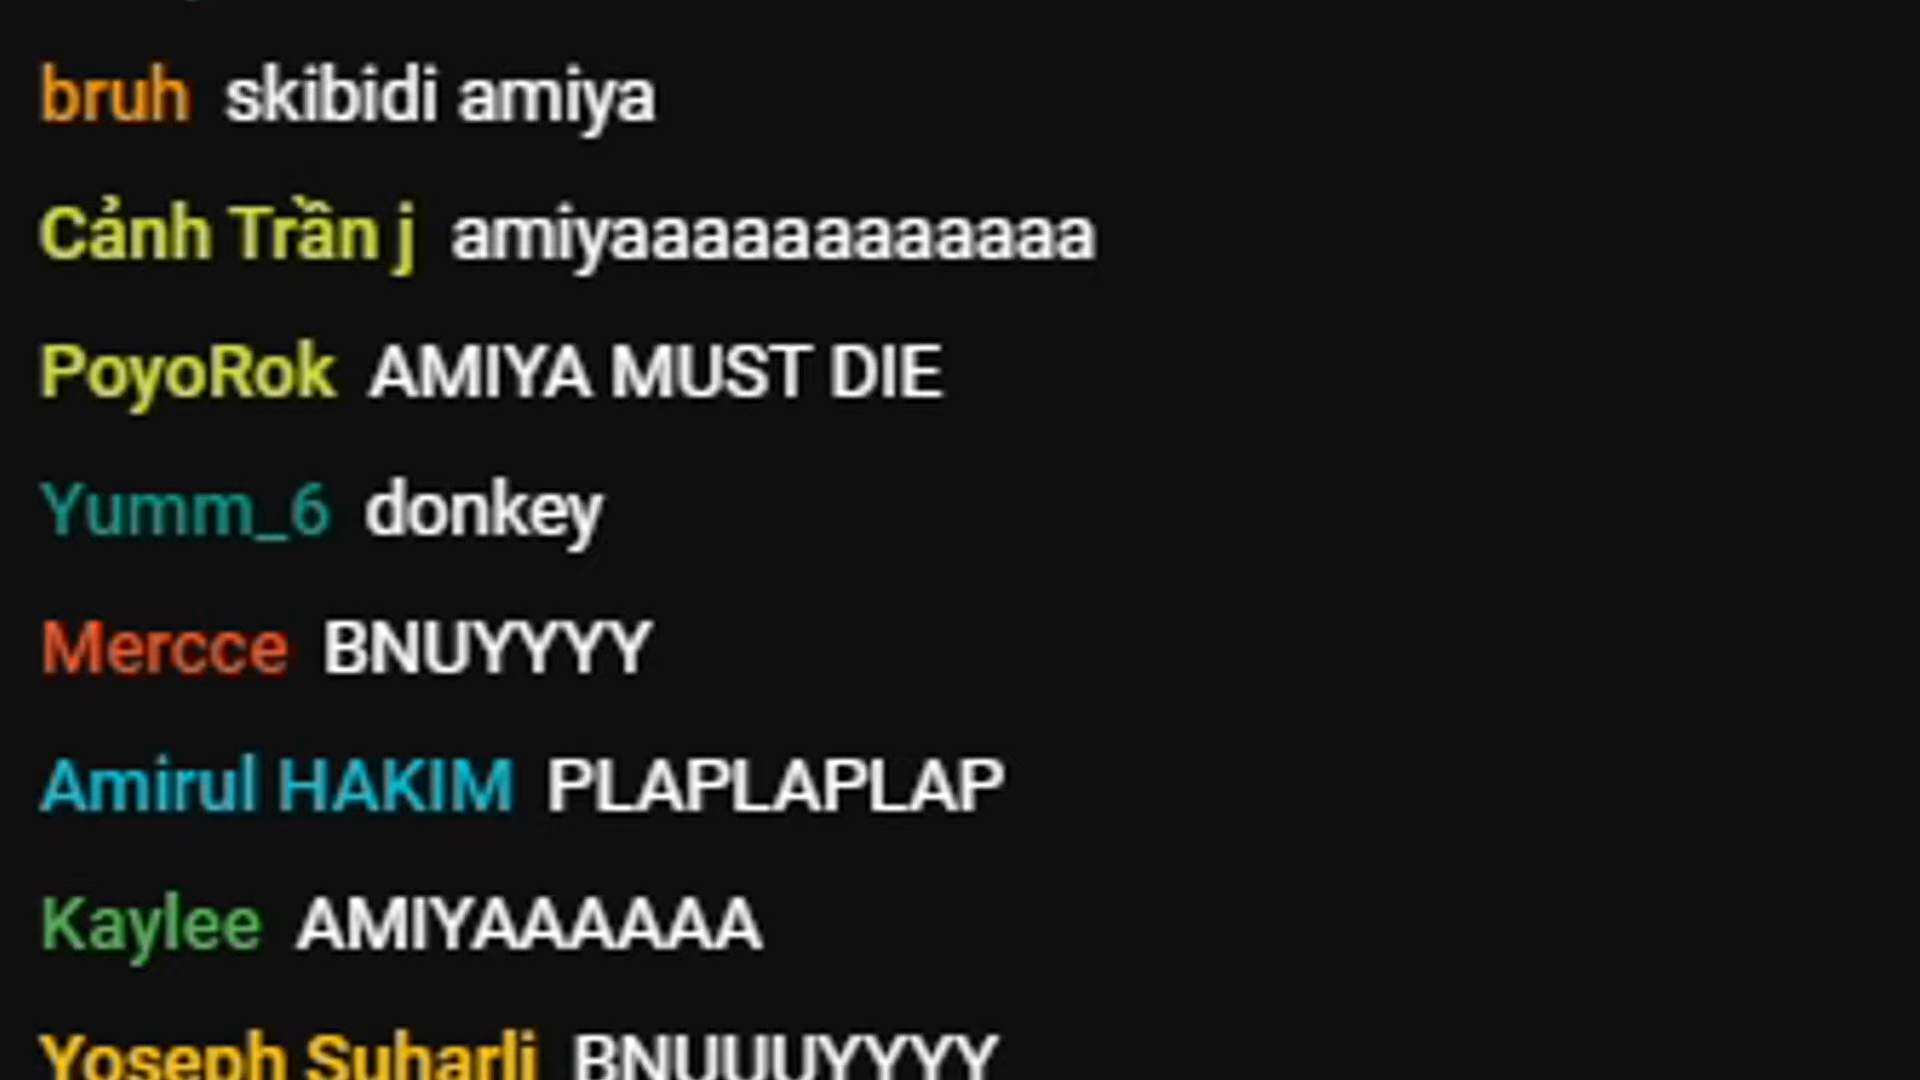 bruh skibidi amiya
Cảnh Trần j amiyaaaaaaaaaaaa
PoyoRok AMIYA MUST DIE
Yumm_6 donkey
Mercce BNUYYYY
Amirul HAKIM PLAPLAPLAP
Kaylee AMIYAAAAAA
Yoseph Suharli BNUUUYYYY